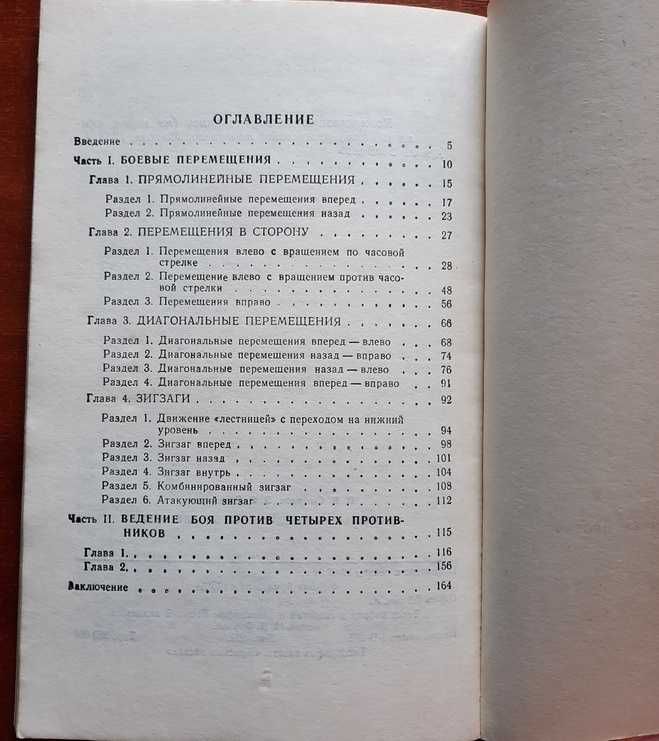 ОГЛАВЛЕНИЕ
Введение . . . . . . . . . . . . . . . . . . . 5
Часть I. БОЕВЫЕ ПЕРЕМЕЩЕНИЯ . . . . . . . . . . 10
Глава 1. ПРЯМОЛИНЕЙНЫЕ ПЕРЕМЕЩЕНИЯ . . . . . 15
Раздел 1. Прямолинейные перемещения вперед . . . . 17
Раздел 2. Прямолинейные перемещения назад . . . . 23
Глава 2. ПЕРЕМЕЩЕНИЯ В СТОРОНУ . . . . . . . 27
Раздел 1. Перемещения влево с вращением по часовой
стрелке . . . . . . . . . . . . . 28
Раздел 2. Перемещение влево с вращением против часо-
вой стрелки . . . . . . . . . . . 48
Раздел 3. Перемещения вправо . . . . . . . . 56
Глава 3. ДИАГОНАЛЬНЫЕ ПЕРЕМЕЩЕНИЯ . . . . . . 66
Раздел 1. Диагональные перемещения вперед — влево . . 68
Раздел 2. Диагональные перемещения назад — вправо . . 74
Раздел 3. Диагональные перемещения назад — влево . . 76
Раздел 4. Диагональные перемещения вперед — вправо . . 91
Глава 4. ЗИГЗАГИ . . . . . . . . . . . . . 92
Раздел 1. Движение «лестницей» с переходом на нижний
уровень . . . . . . . . . . . . . 94
Раздел 2. Зигзаг вперед . . . . . . . . . . . 98
Раздел 3. Зигзаг назад . . . . . . . . . . . 101
Раздел 4. Зигзаг внутрь . . . . . . . . . . . 104
Раздел 5. Комбинированный зигзаг . . . . . . . 108
Раздел 6. Атакующий зигзаг . . . . . . . . . 112
Часть II. ВЕДЕНИЕ БОЯ ПРОТИВ ЧЕТЫРЕХ ПРОТИВ-
НИКОВ . . . . . . . . . . . . . . . 115
Глава 1. . . . . . . . . . . . . . . . . . 116
Глава 2. . . . . . . . . . . . . . . . . . 156
Заключение . . . . . . . . . . . . . . . . . 164